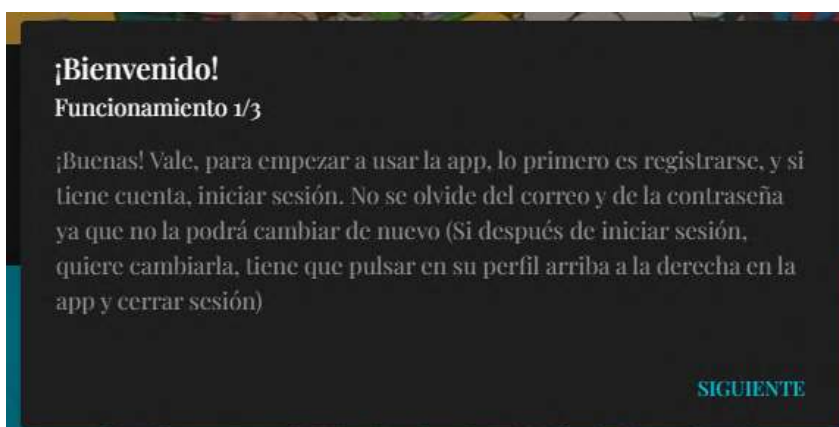 ¡Bienvenido!
Funcionamiento 1/3
¡Buenas! Vale, para empezar a usar la app, lo primero es registrarse, y si
tiene cuenta, iniciar sesión. No se olvide del correo y de la contraseña
ya que no la podrá cambiar de nuevo (Si después de iniciar sesión,
quiere cambiarla, tiene que pulsar en su perfil arriba a la derecha en la
app y cerrar sesión)
SIGUIENTE